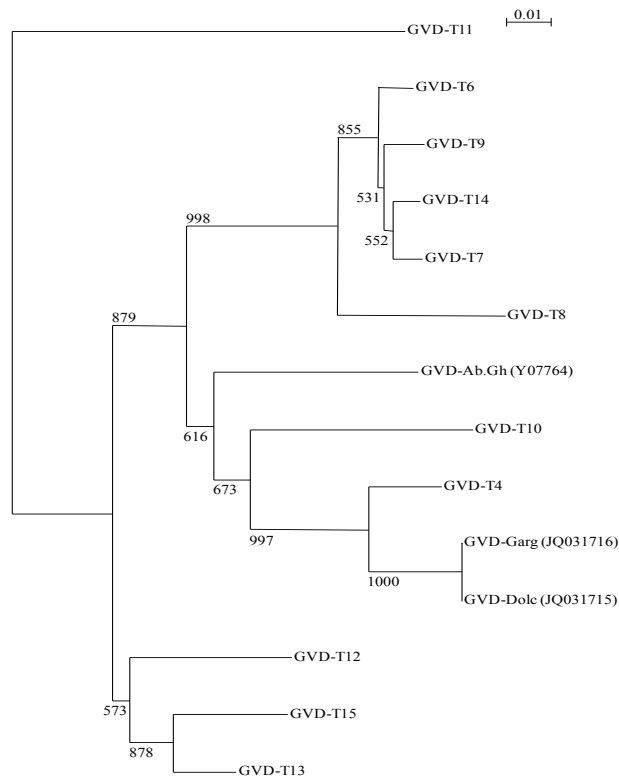 0.01
GVD-T11
GVD-T6
855
GVD-T9
531
GVD-T14
552
GVD-T7
998
GVD-T8
879
GVD-Ab.Gh (Y07764)
616
GVD-T10
673
GVD-T4
997
GVD-Garg (JQ031716)
1000
GVD-Dolc (JQ031715)
GVD-T12
573
GVD-T15
878
GVD-T13